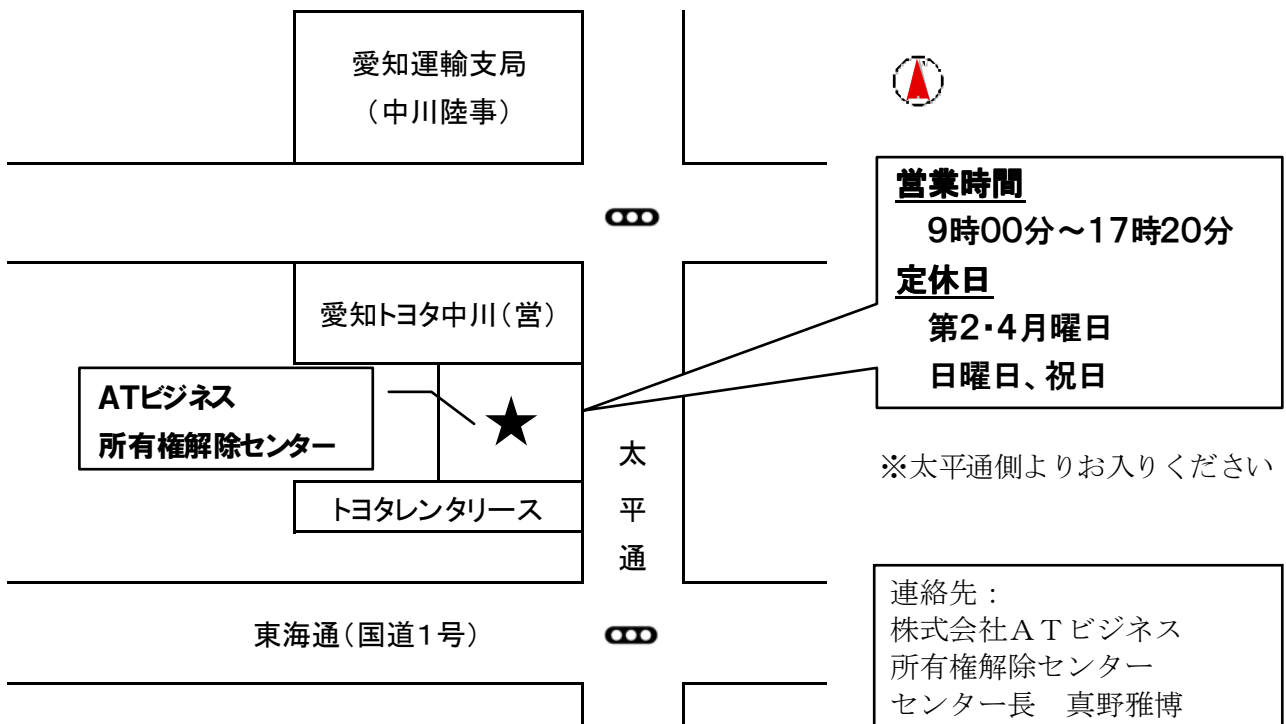 愛知運輸支局
（中川陸事）
営業時間
9時00分～17時20分
定休日
第2・4月曜日
日曜日、祝日
愛知トヨタ中川（営）
ATビジネス
所有権解除センター
★
太平通
※太平通側よりお入りください
トヨタレンタリース
東海通（国道1号）
連絡先：
株式会社ＡＴビジネス
所有権解除センター
センター長　真野雅博